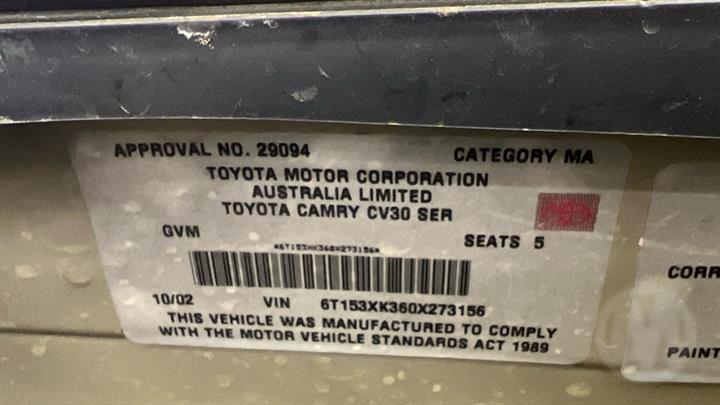 APPROVAL NO. 29094 CATEGORY MA
TOYOTA MOTOR CORPORATION
AUSTRALIA LIMITED
TOYOTA CAMRY CV30 SER
GVM SEATS 5
*6T153XK360X273156*
10/02 VIN 6T153XK360X273156
THIS VEHICLE WAS MANUFACTURED TO COMPLY
WITH THE MOTOR VEHICLE STANDARDS ACT 1989
CORR
PAINT